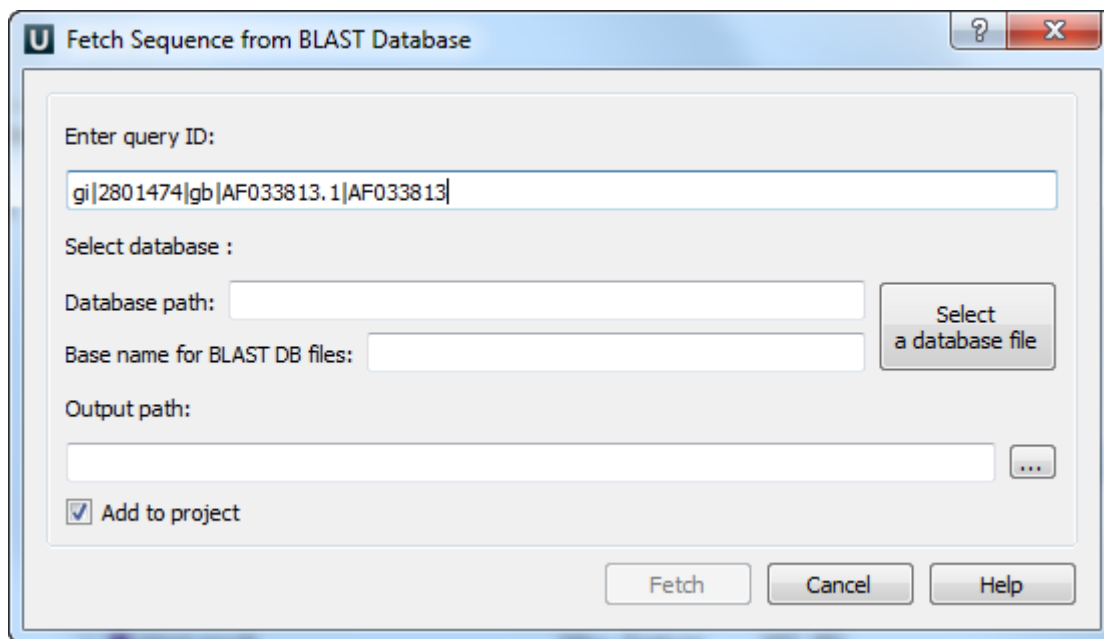 U Fetch Sequence from BLAST Database
Enter query ID:
gi|2801474|gb|AF033813.1|AF033813
Select database :
Database path:
Select
a database file
Base name for BLAST DB files:
Output path:
...
Add to project
Fetch Cancel Help